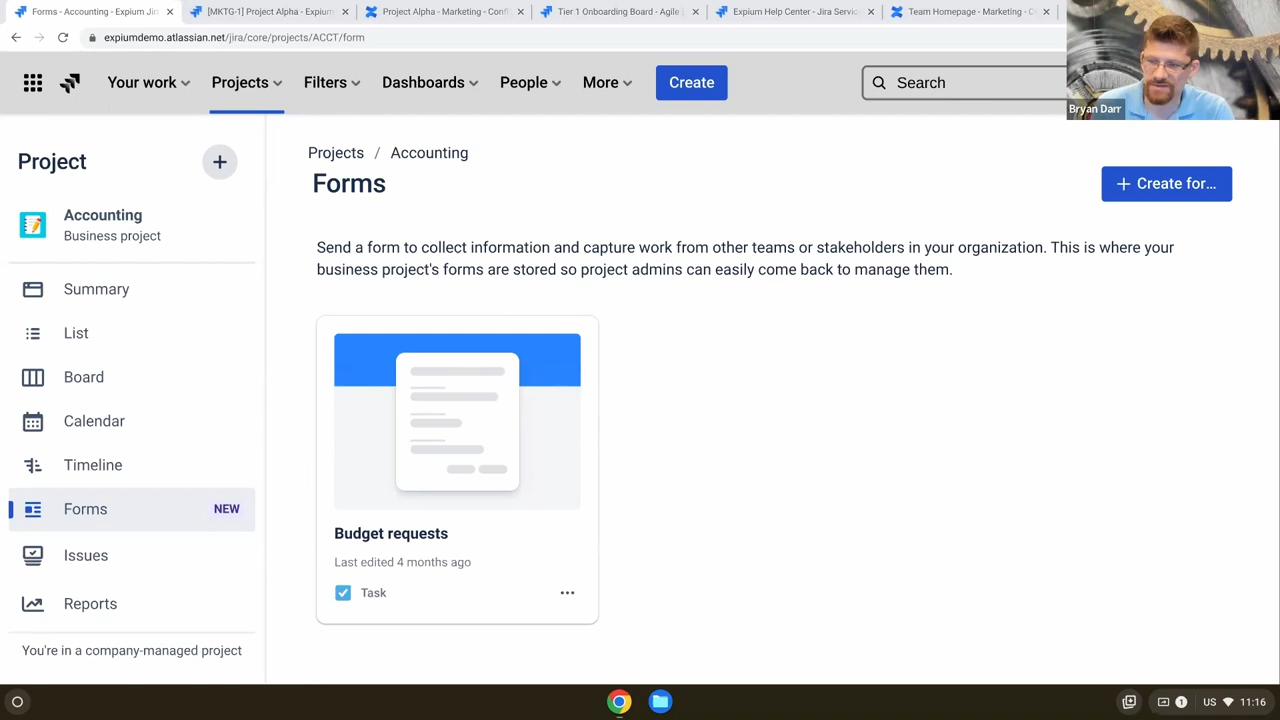 Forms - Accounting - Expium Jir
[MKTG-1] Project Alpha - Expium
Project Alpha - Marketing - Confl
Tier 1 Onboarding Board - Agile
Expium Help Center - Jira Servic
Team Homepage - Marketing - C
expiumdemo.atlassian.net/jira/core/projects/ACCT/form
Your work
Projects
Filters
Dashboards
People
More
Create
Search
Bryan Darr
Project
Accounting
Business project
Summary
List
Board
Calendar
Timeline
Forms
NEW
Issues
Reports
You're in a company-managed project
Projects / Accounting
Forms
+ Create for...
Send a form to collect information and capture work from other teams or stakeholders in your organization. This is where your
business project's forms are stored so project admins can easily come back to manage them.
Budget requests
Last edited 4 months ago
Task
1
US
11:16